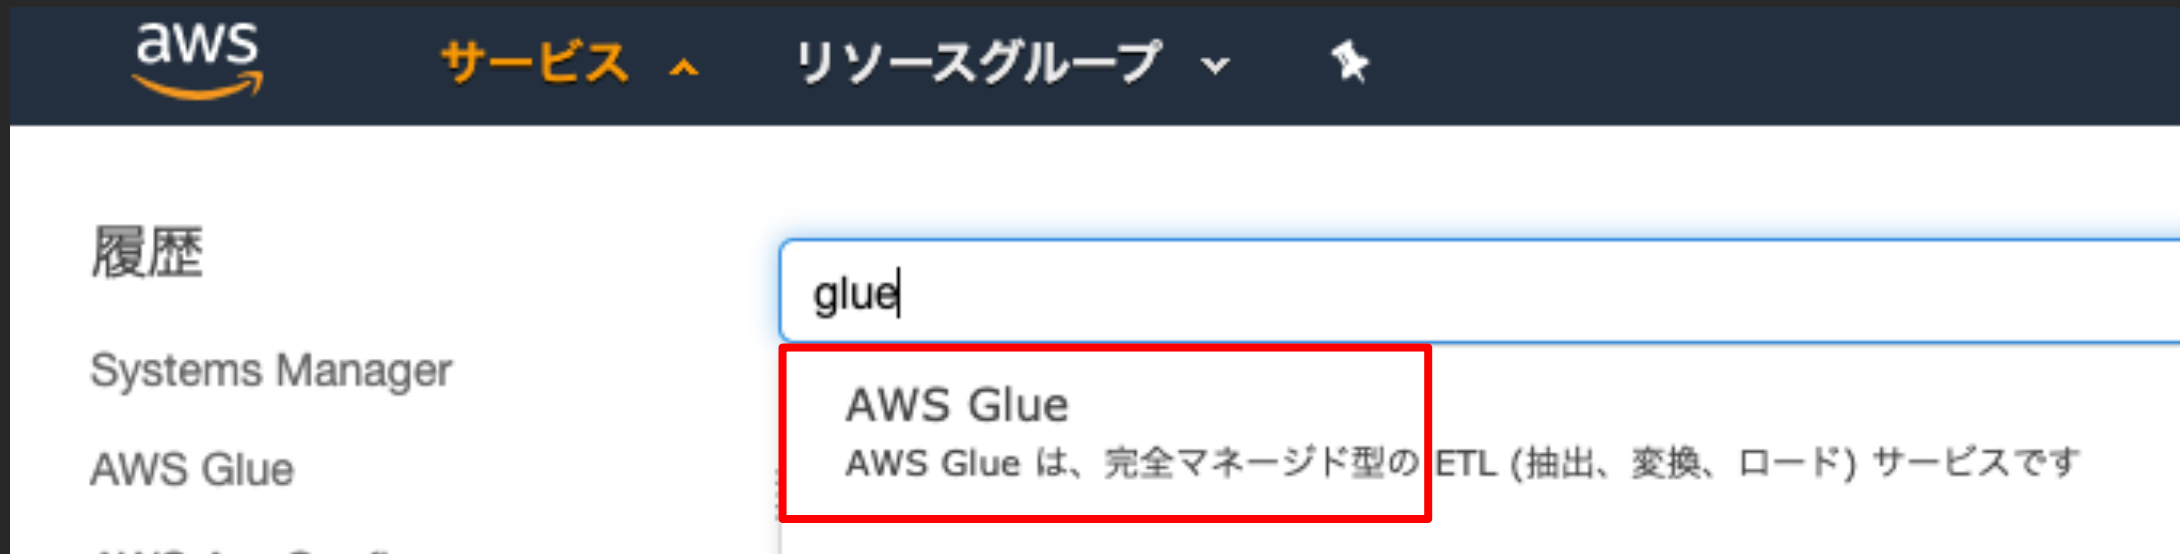 aws サービス リソースグループ
履歴
glue
Systems Manager
AWS Glue
AWS Glue
AWS Glue は、完全マネージド型の ETL (抽出、変換、ロード) サービスです